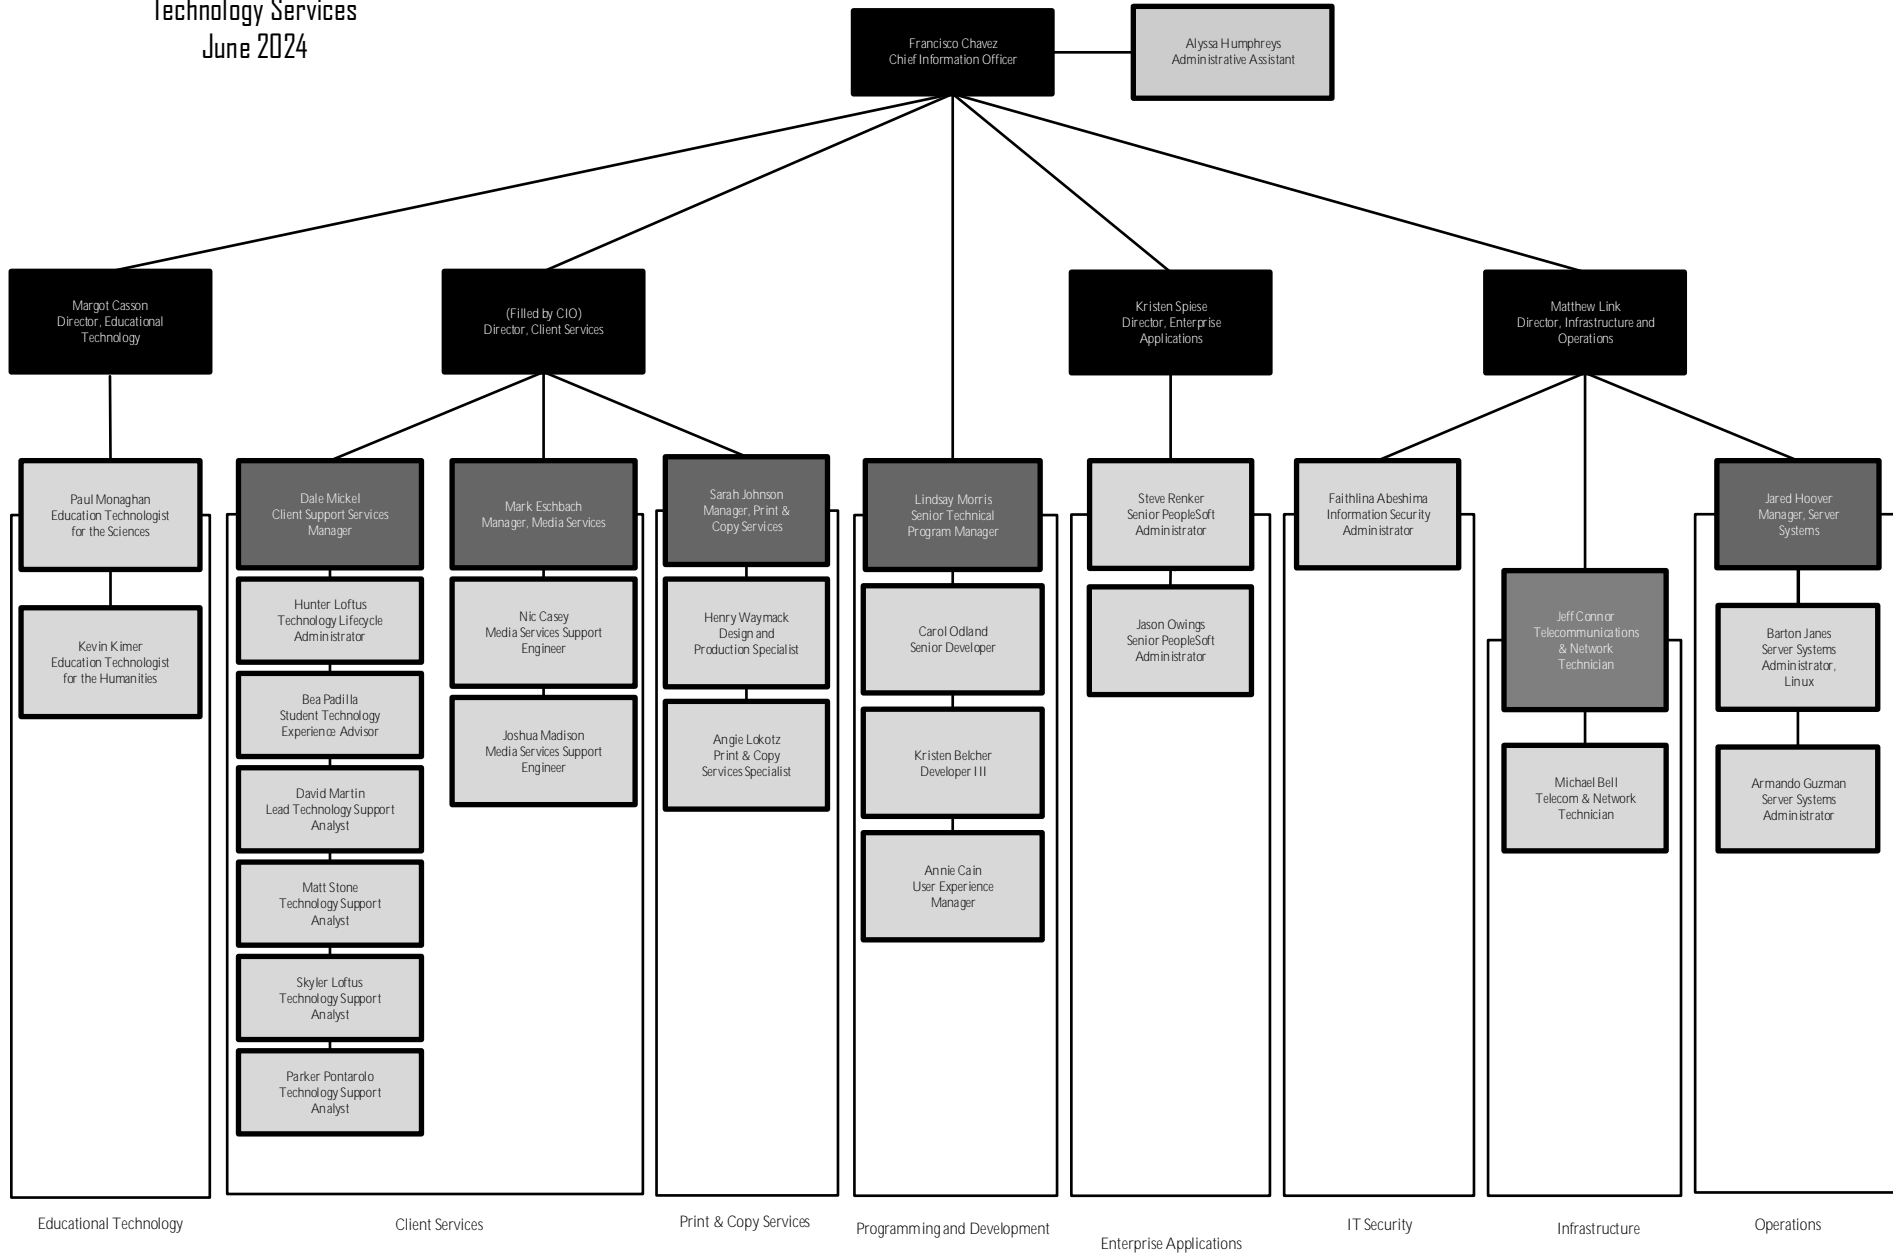 Technology Services
June 2024
Francisco Chavez
Chief Information Officer
Alyssa Humphreys
Administrative Assistant
Margot Casson
Director, Educational
Technology
(Filled by CIO)
Director, Client Services
Kristen Spiese
Director, Enterprise
Applications
Matthew Link
Director, Infrastructure and
Operations
Paul Monaghan
Education Technologist
for the Sciences
Kevin Kimer
Education Technologist
for the Humanities
Dale Mickel
Client Support Services
Manager
Hunter Loftus
Technology Lifecycle
Administrator
Bea Padilla
Student Technology
Experience Advisor
David Martin
Lead Technology Support
Analyst
Matt Stone
Technology Support
Analyst
Skyler Loftus
Technology Support
Analyst
Parker Pontarolo
Technology Support
Analyst
Mark Eschbach
Manager, Media Services
Nic Casey
Media Services Support
Engineer
Joshua Madison
Media Services Support
Engineer
Sarah Johnson
Manager, Print &
Copy Services
Henry Waymack
Design and
Production Specialist
Angie Lokotz
Print & Copy
Services Specialist
Lindsay Morris
Senior Technical
Program Manager
Carol Odland
Senior Developer
Kristen Belcher
Developer III
Annie Cain
User Experience
Manager
Steve Renker
Senior PeopleSoft
Administrator
Jason Owings
Senior PeopleSoft
Administrator
Faithlina Abeshima
Information Security
Administrator
Jeff Connor
Telecommunications
& Network
Technician
Michael Bell
Telecom & Network
Technician
Jared Hoover
Manager, Server
Systems
Barton Janes
Server Systems
Administrator,
Linux
Armando Guzman
Server Systems
Administrator
Educational Technology
Client Services
Print & Copy Services
Programming and Development
Enterprise Applications
IT Security
Infrastructure
Operations